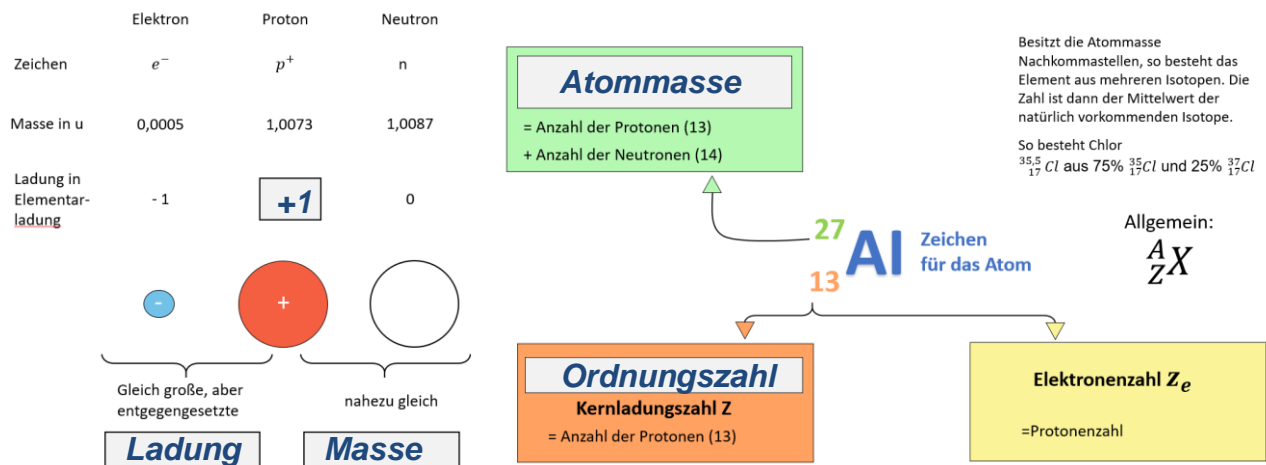 Elektron Proton Neutron
Zeichen e⁻ p⁺ n
Masse in u 0,0005 1,0073 1,0087
Ladung in
Elementar-
ladung
- 1 +1 0
- +
Gleich große, aber
entgegengesetzte
Ladung
nahezu gleich
Masse
Atommasse
= Anzahl der Protonen (13)
+ Anzahl der Neutronen (14)
27
13
Al
Zeichen
für das Atom
Ordnungszahl
Kernladungszahl Z
= Anzahl der Protonen (13)
Elektronenzahl Zₑ
=Protonenzahl
Besitzt die Atommasse
Nachkommastellen, so besteht das
Element aus mehreren Isotopen. Die
Zahl ist dann der Mittelwert der
natürlich vorkommenden Isotope.
So besteht Chlor
³⁵,⁵₁₇Cl aus 75% ³⁵₁₇Cl und 25% ³⁷₁₇Cl
Allgemein:
A
Z
X